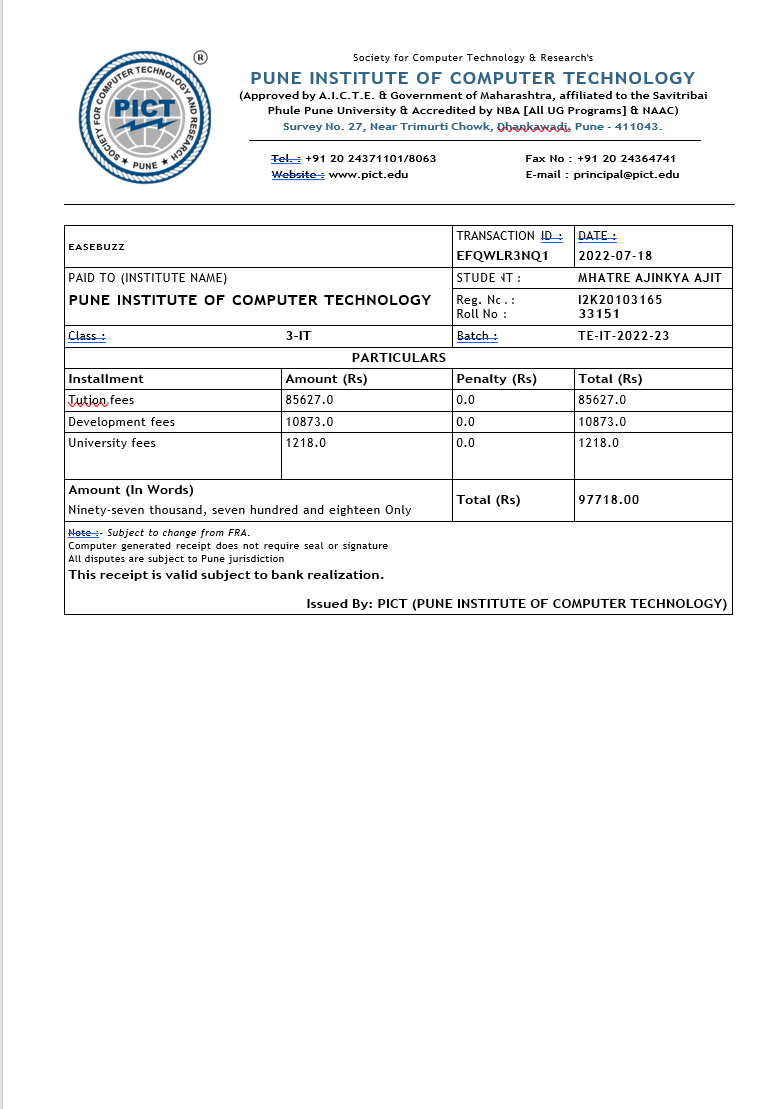 SOCIETY FOR COMPUTER TECHNOLOGY AND RESEARCH
PICT
★ PUNE ★
®
Society for Computer Technology & Research's
PUNE INSTITUTE OF COMPUTER TECHNOLOGY
(Approved by A.I.C.T.E. & Government of Maharashtra, affiliated to the Savitribai
Phule Pune University & Accredited by NBA [All UG Programs] & NAAC)
Survey No. 27, Near Trimurti Chowk, Dhankawadi, Pune - 411043.
Tel. : +91 20 24371101/8063 Fax No : +91 20 24364741
Website : www.pict.edu E-mail : principal@pict.edu
EASEBUZZ
TRANSACTION ID : DATE :
EFQWLR3NQ1 2022-07-18
PAID TO (INSTITUTE NAME) STUDENT : MHATRE AJINKYA AJIT
PUNE INSTITUTE OF COMPUTER TECHNOLOGY Reg. No. : I2K20103165
Roll No : 33151
Class : 3-IT Batch : TE-IT-2022-23
PARTICULARS
Installment Amount (Rs) Penalty (Rs) Total (Rs)
Tution fees 85627.0 0.0 85627.0
Development fees 10873.0 0.0 10873.0
University fees 1218.0 0.0 1218.0
Amount (In Words)
Ninety-seven thousand, seven hundred and eighteen Only
Total (Rs) 97718.00
Note :- Subject to change from FRA.
Computer generated receipt does not require seal or signature
All disputes are subject to Pune jurisdiction
This receipt is valid subject to bank realization.
Issued By: PICT (PUNE INSTITUTE OF COMPUTER TECHNOLOGY)